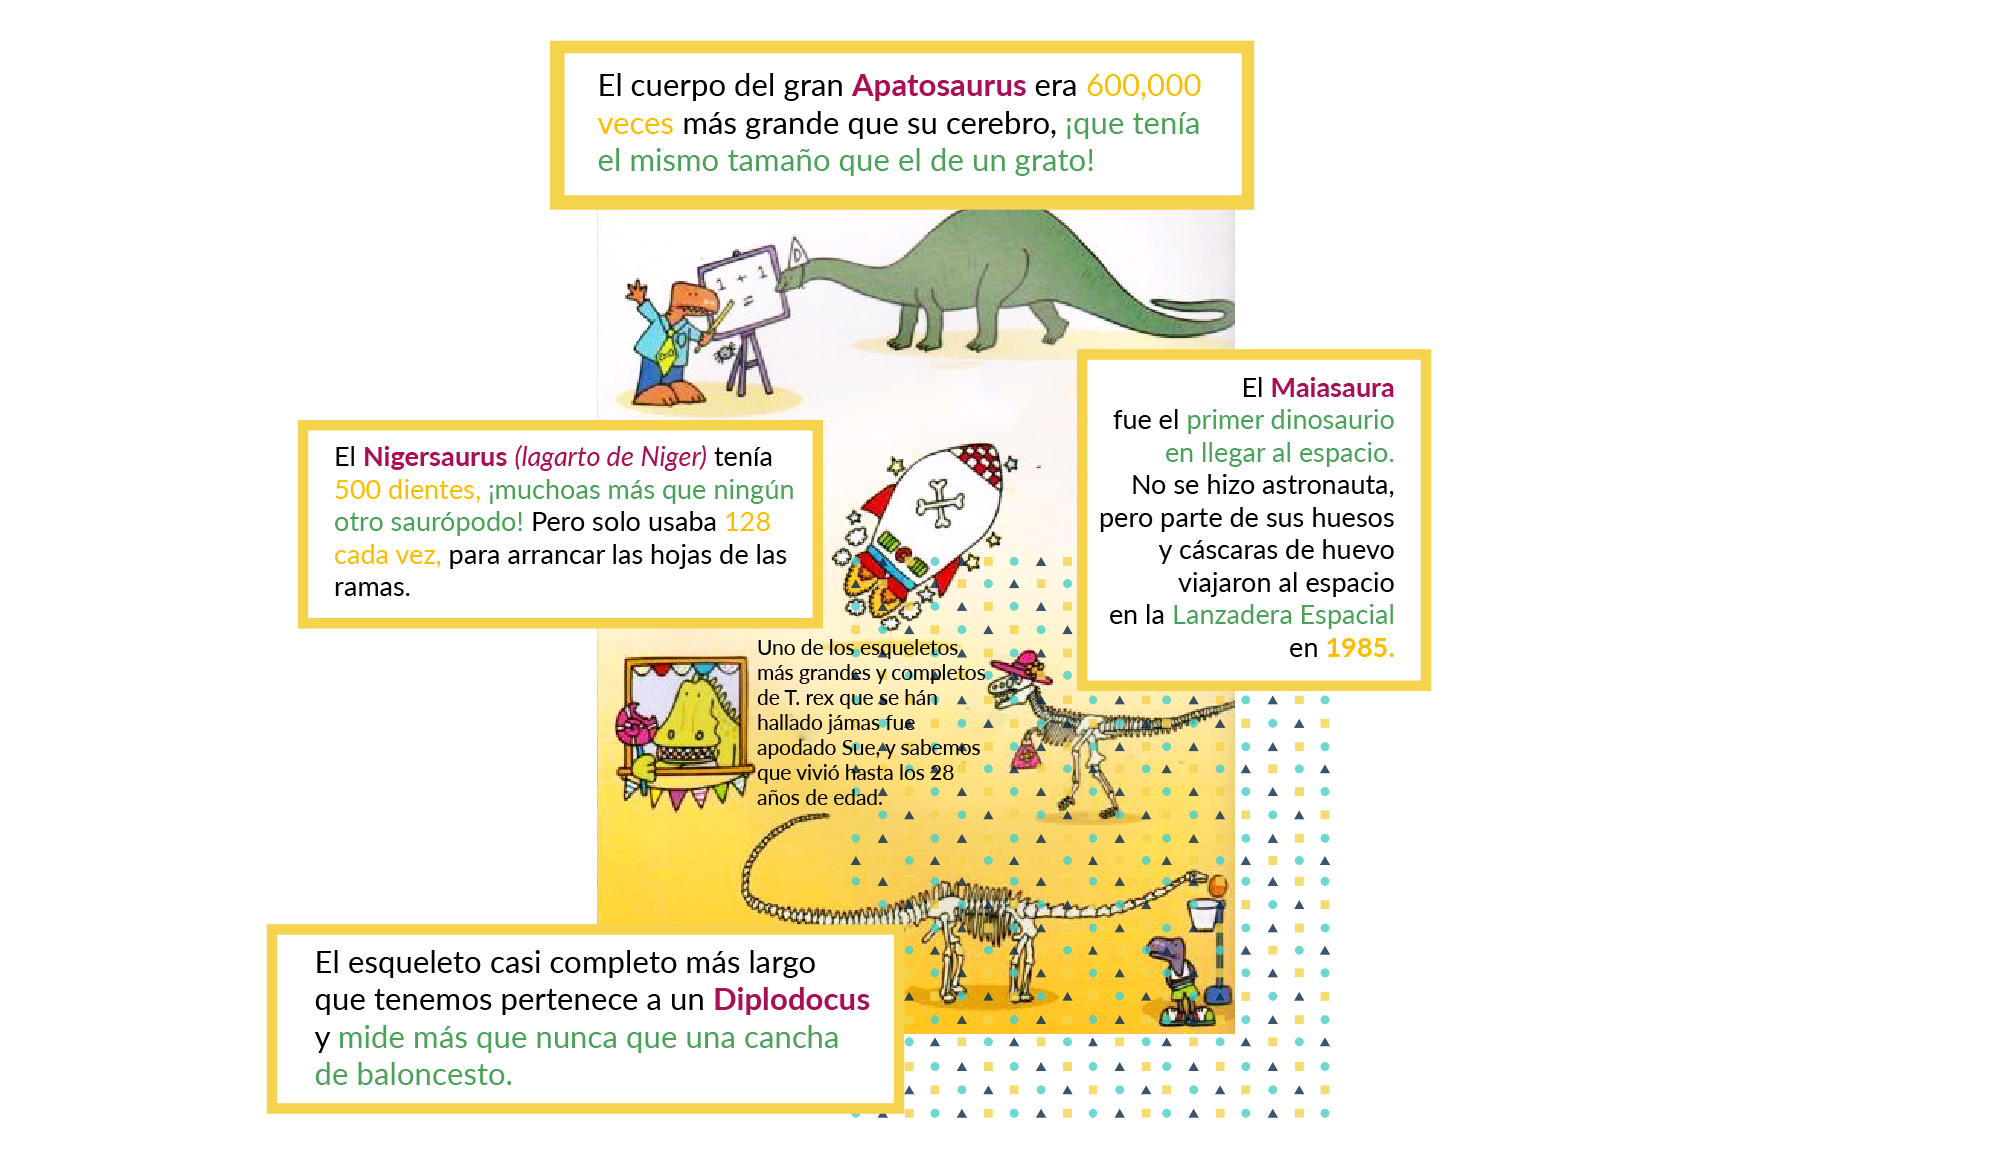 El cuerpo del gran Apatosaurus era 600,000
veces más grande que su cerebro, ¡que tenía
el mismo tamaño que el de un grato!
1 + 1
=
D
El Maiasaura
fue el primer dinosaurio
en llegar al espacio.
No se hizo astronauta,
pero parte de sus huesos
y cáscaras de huevo
viajaron al espacio
en la Lanzadera Espacial
en 1985.
El Nigersaurus (lagarto de Niger) tenía
500 dientes, ¡muchoas más que ningún
otro saurópodo! Pero solo usaba 128
cada vez, para arrancar las hojas de las
ramas.
Uno de los esqueletos
más grandes y completos
de T. rex que se hán
hallado jámas fue
apodado Sue, y sabemos
que vivió hasta los 28
años de edad.
El esqueleto casi completo más largo
que tenemos pertenece a un Diplodocus
y mide más que nunca que una cancha
de baloncesto.